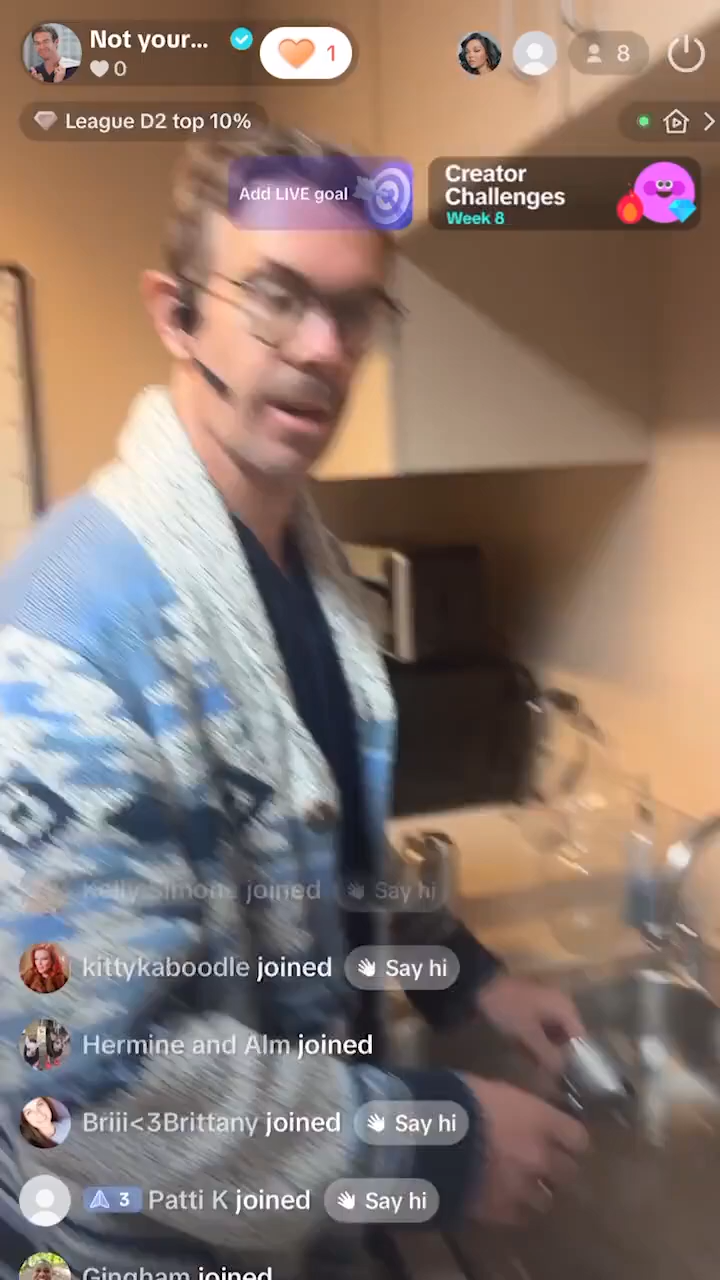 Not your...
0
1
8
League D2 top 10%
Add LIVE goal
Creator
Challenges
Week 8
Kelly Simone joined
Say hi
kittykaboodle joined
Say hi
Hermine and Alm joined
Briii<3Brittany joined
Say hi
3 Patti K joined
Say hi
Gingham joined